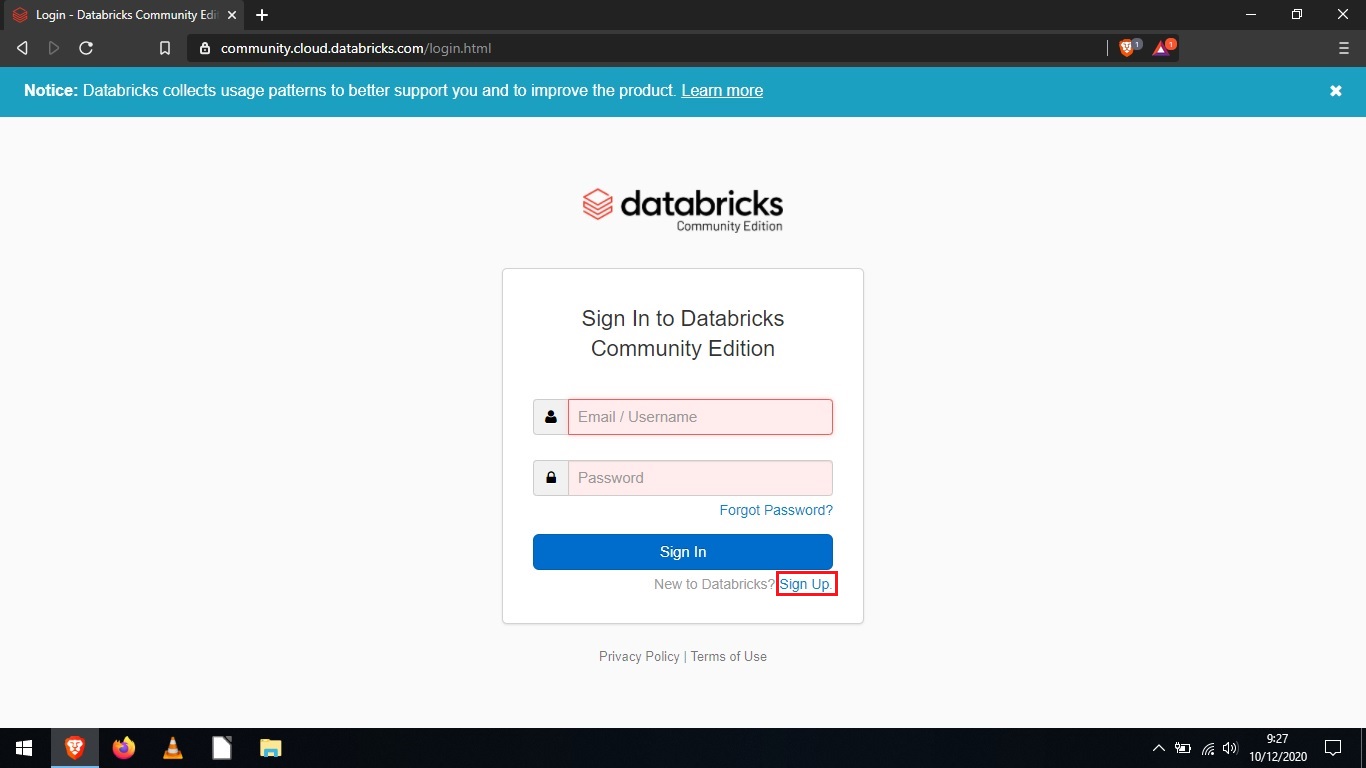 Login - Databricks Community Edi
community.cloud.databricks.com/login.html
1
1
Notice: Databricks collects usage patterns to better support you and to improve the product. Learn more
databricks
Community Edition
Sign In to Databricks
Community Edition
Email / Username
Password
Forgot Password?
Sign In
New to Databricks? Sign Up.
Privacy Policy | Terms of Use
9:27
10/12/2020